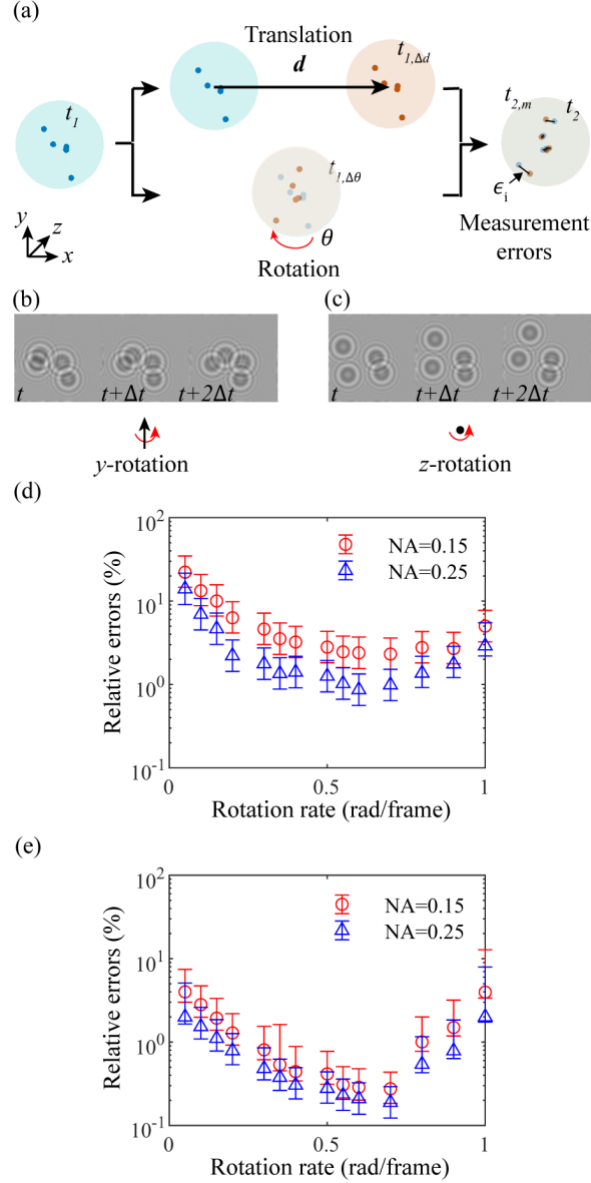 (a)
Translation
d
t1
t1,Δd
t2,m
t2
t1,Δθ
ϵi
θ
Measurement
errors
Rotation
y
z
x
(b)
(c)
t
t+Δt
t+2Δt
t
t+Δt
t+2Δt
y-rotation
z-rotation
(d)
10^2
NA=0.15
NA=0.25
10^1
Relative errors (%)
10^0
10^-1
0
0.5
1
Rotation rate (rad/frame)
(e)
10^2
NA=0.15
NA=0.25
10^1
Relative errors (%)
10^0
10^-1
0
0.5
1
Rotation rate (rad/frame)